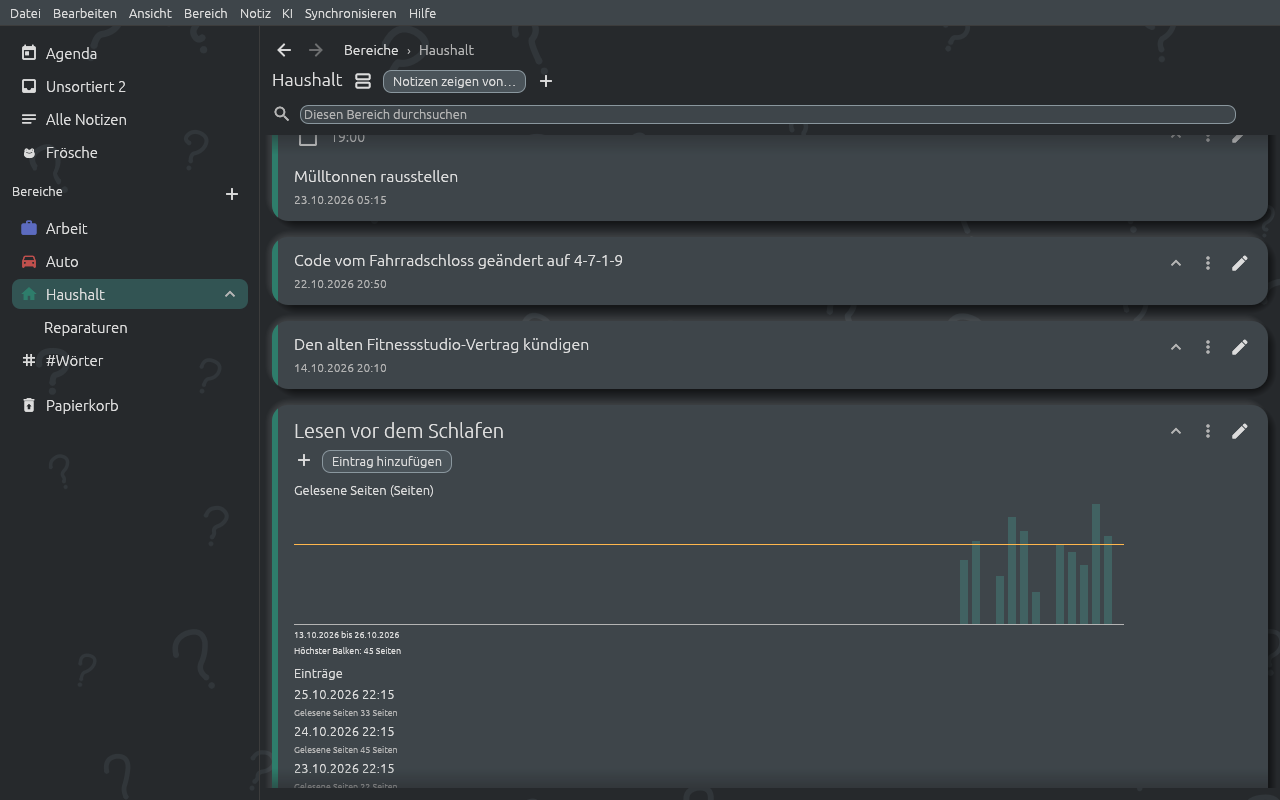 Datei Bearbeiten Ansicht Bereich Notiz KI Synchronisieren Hilfe
Agenda
Unsortiert 2
Alle Notizen
Frösche
Bereiche
Arbeit
Auto
Haushalt
Reparaturen
#Wörter
Papierkorb
Bereiche › Haushalt
Haushalt Notizen zeigen von…
Diesen Bereich durchsuchen
19:00
Mülltonnen rausstellen
23.10.2026 05:15
Code vom Fahrradschloss geändert auf 4-7-1-9
22.10.2026 20:50
Den alten Fitnessstudio-Vertrag kündigen
14.10.2026 20:10
Lesen vor dem Schlafen
Eintrag hinzufügen
Gelesene Seiten (Seiten)
13.10.2026 bis 26.10.2026
Höchster Balken: 45 Seiten
Einträge
25.10.2026 22:15
Gelesene Seiten 33 Seiten
24.10.2026 22:15
Gelesene Seiten 45 Seiten
23.10.2026 22:15
Gelesene Seiten 22 Seiten